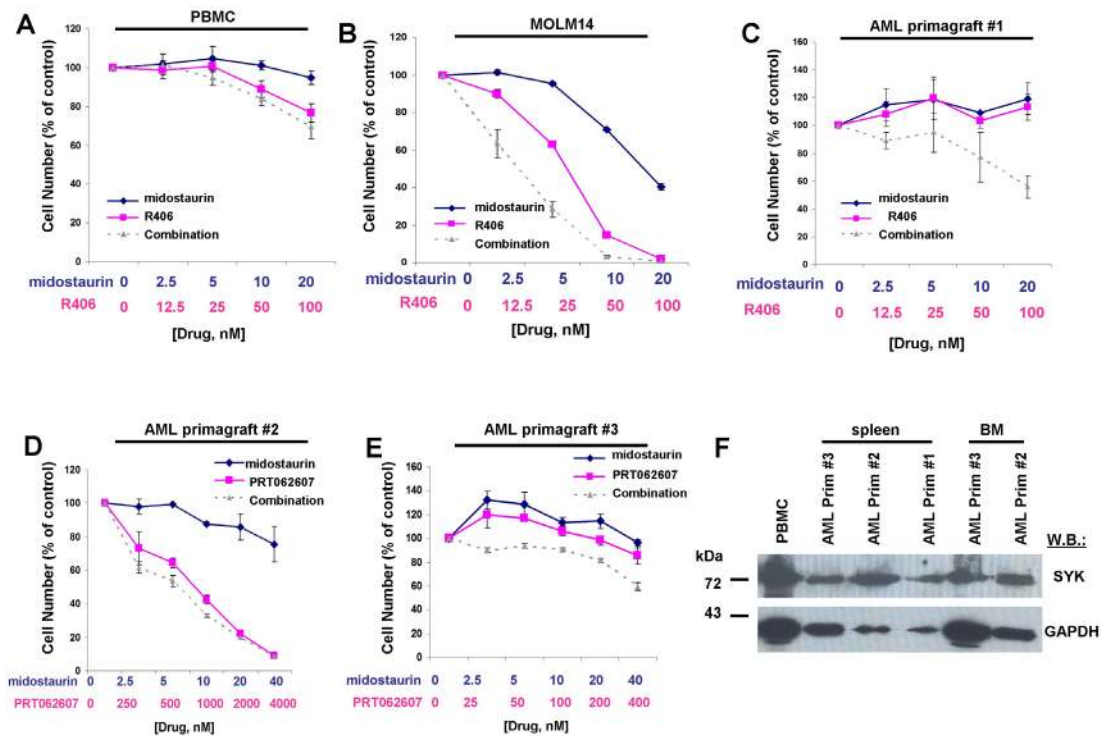 A
PBMC
Cell Number (% of control)
120
100
80
60
40
20
0
midostaurin
R406
Combination
midostaurin 0 2.5 5 10 20
R406 0 12.5 25 50 100
[Drug, nM]
B
MOLM14
Cell Number (% of control)
120
100
80
60
40
20
0
midostaurin
R406
Combination
midostaurin 0 2.5 5 10 20
R406 0 12.5 25 50 100
[Drug, nM]
C
AML primagraft #1
Cell Number (% of control)
160
140
120
100
80
60
40
20
0
midostaurin
R406
Combination
midostaurin 0 2.5 5 10 20
R406 0 12.5 25 50 100
[Drug, nM]
D
AML primagraft #2
Cell Number (% of control)
120
100
80
60
40
20
0
midostaurin
PRT062607
Combination
midostaurin 0 2.5 5 10 20 40
PRT062607 0 250 500 1000 2000 4000
[Drug, nM]
E
AML primagraft #3
Cell Number (% of control)
160
140
120
100
80
60
40
20
0
midostaurin
PRT062607
Combination
midostaurin 0 2.5 5 10 20 40
PRT062607 0 25 50 100 200 400
[Drug, nM]
F
spleen
BM
PBMC
AML Prim #3
AML Prim #2
AML Prim #1
AML Prim #3
AML Prim #2
W.B.:
kDa
72
SYK
43
GAPDH